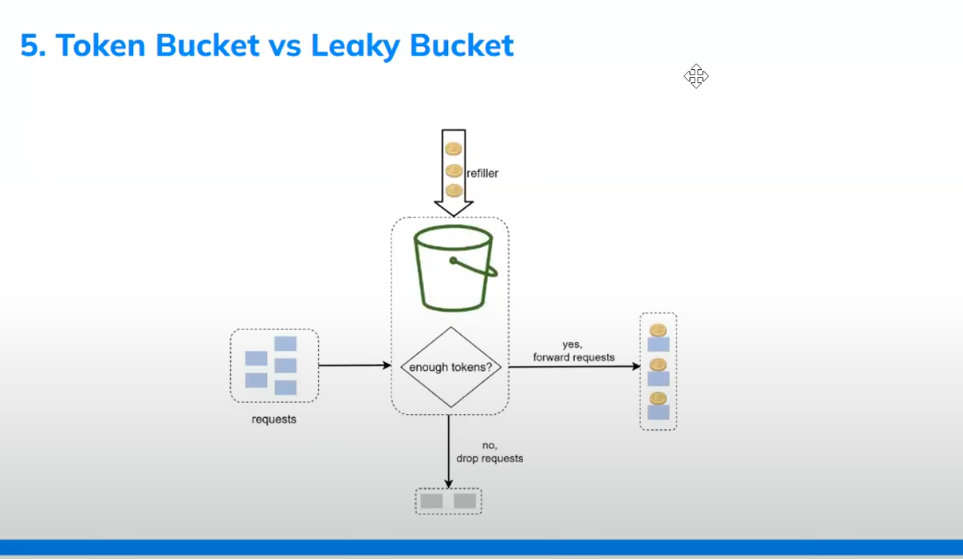 5. Token Bucket vs Leaky Bucket
refiller
enough tokens?
yes,
forward requests
requests
no,
drop requests